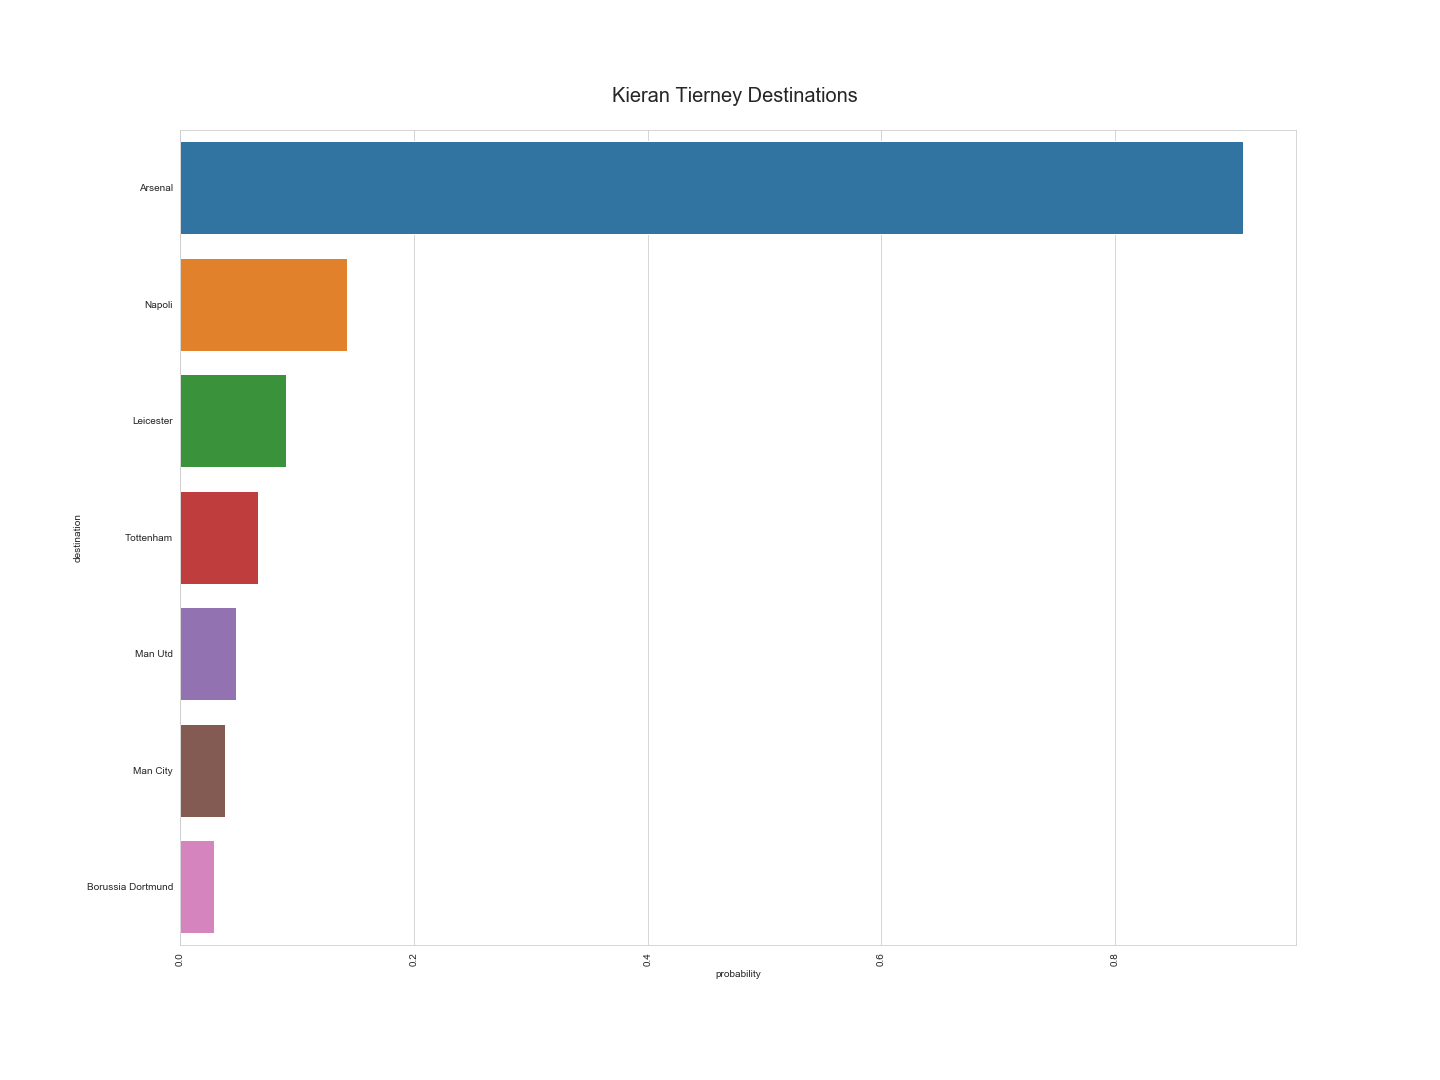 Kieran Tierney Destinations
Arsenal
Napoli
Leicester
Tottenham
Man Utd
Man City
Borussia Dortmund
destination
0.0
0.2
0.4
0.6
0.8
probability